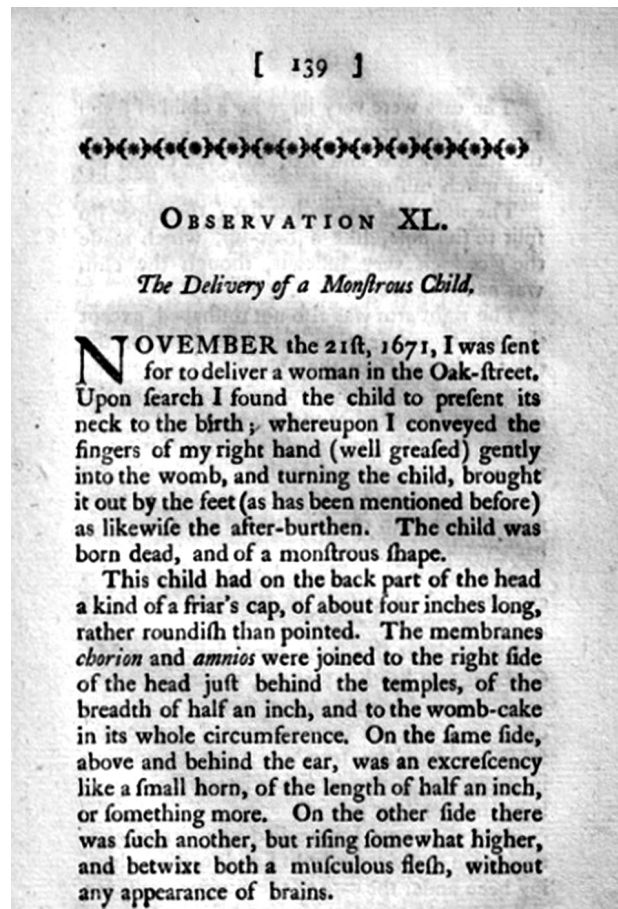 [ 139 ]
OBSERVATION XL.
The Delivery of a Monſtrous Child.
NOVEMBER the 21ſt, 1671, I was ſent
for to deliver a woman in the Oak-ſtreet.
Upon ſearch I found the child to preſent its
neck to the birth; whereupon I conveyed the
fingers of my right hand (well greaſed) gently
into the womb, and turning the child, brought
it out by the feet (as has been mentioned before)
as likewiſe the after-burthen. The child was
born dead, and of a monſtrous ſhape.
This child had on the back part of the head
a kind of a friar's cap, of about four inches long,
rather roundiſh than pointed. The membranes
chorion and amnios were joined to the right ſide
of the head juſt behind the temples, of the
breadth of half an inch, and to the womb-cake
in its whole circumference. On the ſame ſide,
above and behind the ear, was an excreſcency
like a ſmall horn, of the length of half an inch,
or ſomething more. On the other ſide there
was ſuch another, but riſing ſomewhat higher,
and betwixt both a muſculous fleſh, without
any appearance of brains.